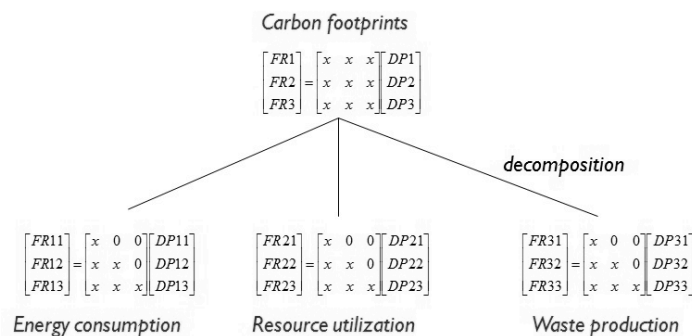 Carbon footprints
[FR1] [x x x] [DP1]
[FR2] = [x x x] [DP2]
[FR3] [x x x] [DP3]
decomposition
[FR11] [x 0 0] [DP11]
[FR12] = [x x 0] [DP12]
[FR13] [x x x] [DP13]
[FR21] [x 0 0] [DP21]
[FR22] = [x x 0] [DP22]
[FR23] [x x x] [DP23]
[FR31] [x 0 0] [DP31]
[FR32] = [x x 0] [DP32]
[FR33] [x x x] [DP33]
Energy consumption
Resource utilization
Waste production